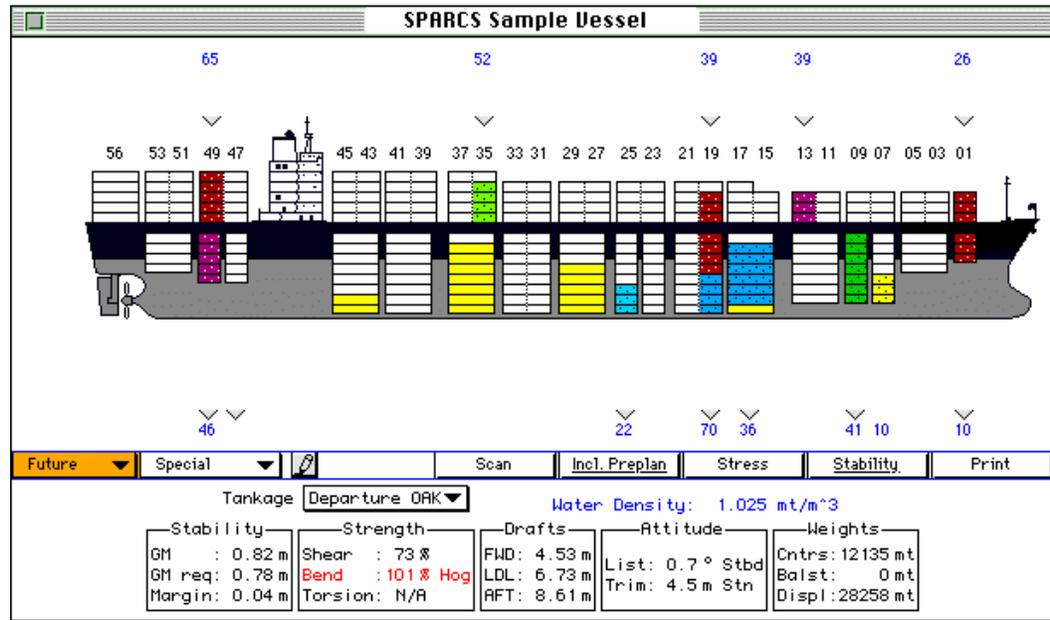 SPARCS Sample Vessel
65 52 39 39 26
56 53 51 49 47 45 43 41 39 37 35 33 31 29 27 25 23 21 19 17 15 13 11 09 07 05 03 01
46 22 70 36 41 10 10
Future Special Scan Incl. Preplan Stress Stability Print
Tankage Departure OAK Water Density: 1.025 mt/m^3
Stability Strength Drafts Attitude Weights
GM : 0.82 m Shear : 73 % FWD: 4.53 m List: 0.7 ° Stbd Cntrs: 12135 mt
GM req: 0.78 m Bend : 101 % Hog LDL: 6.73 m Trim: 4.5 m Stn Balst: 0 mt
Margin: 0.04 m Torsion: N/A AFT: 8.61 m Displ: 28258 mt